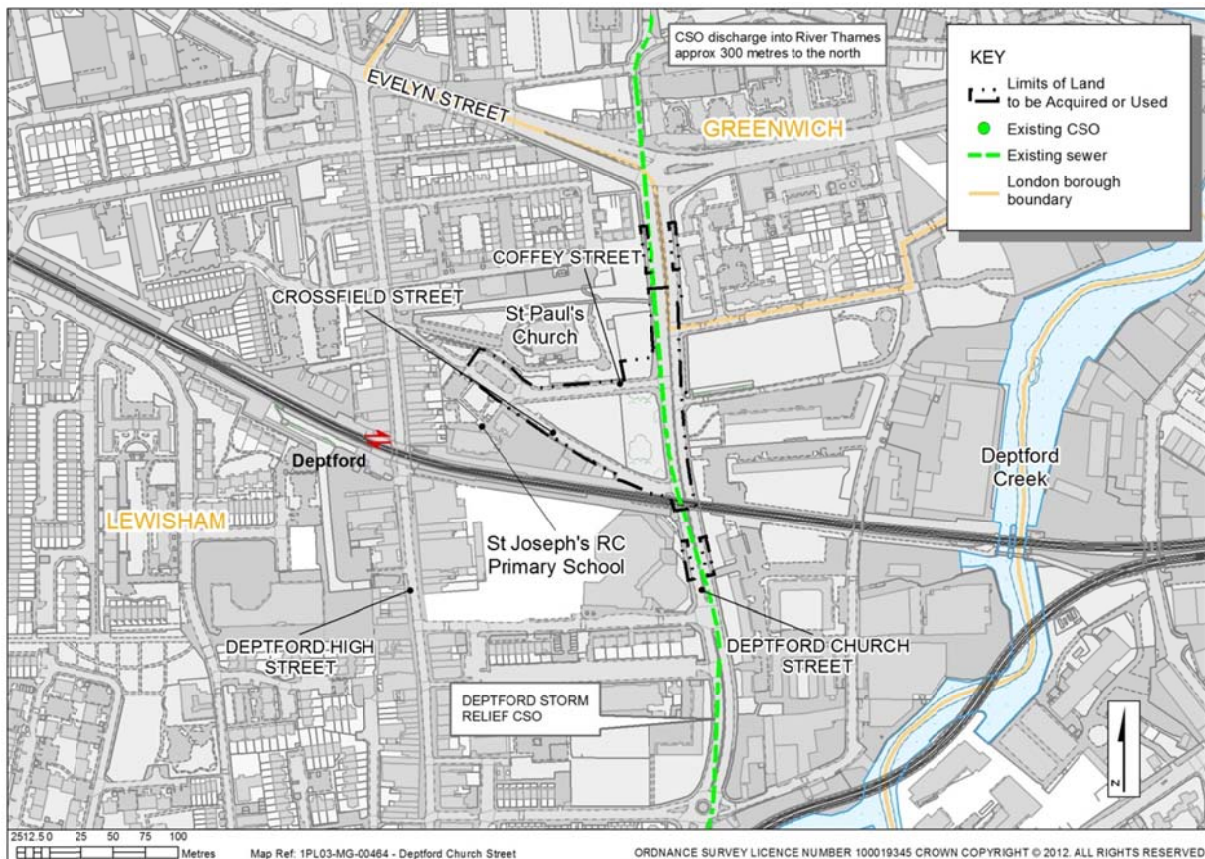 CSO discharge into River Thames
approx 300 metres to the north
KEY
Limits of Land
to be Acquired or Used
Existing CSO
Existing sewer
London borough
boundary
EVELYN STREET
GREENWICH
COFFEY STREET
CROSSFIELD STREET
St Paul's
Church
Deptford
Deptford
Creek
LEWISHAM
St Joseph's RC
Primary School
DEPTFORD HIGH
STREET
DEPTFORD CHURCH
STREET
DEPTFORD STORM
RELIEF CSO
N
2512.5 0 25 50 75 100
Metres
Map Ref: 1PL03-MG-00464 - Deptford Church Street
ORDNANCE SURVEY LICENCE NUMBER 100019345 CROWN COPYRIGHT © 2012. ALL RIGHTS RESERVED